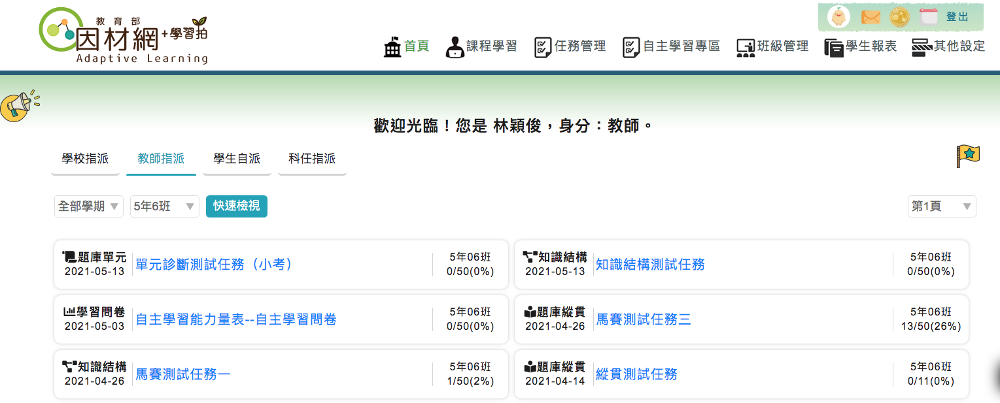 教育部
因材網+學習拍
Adaptive Learning
登出
首頁
課程學習
任務管理
自主學習專區
班級管理
學生報表
其他設定
歡迎光臨！您是 林穎俊，身分：教師。
學校指派
教師指派
學生自派
科任指派
全部學期 ▼
5年6班 ▼
快速檢視
第1頁 ▼
題庫單元
2021-05-13
單元診斷測試任務（小考）
5年06班
0/50(0%)
知識結構
2021-05-13
知識結構測試任務
5年06班
0/50(0%)
學習問卷
2021-05-03
自主學習能力量表--自主學習問卷
5年06班
0/50(0%)
題庫縱貫
2021-04-26
馬賽測試任務三
5年06班
13/50(26%)
知識結構
2021-04-26
馬賽測試任務一
5年06班
1/50(2%)
題庫縱貫
2021-04-14
縱貫測試任務
5年06班
0/11(0%)